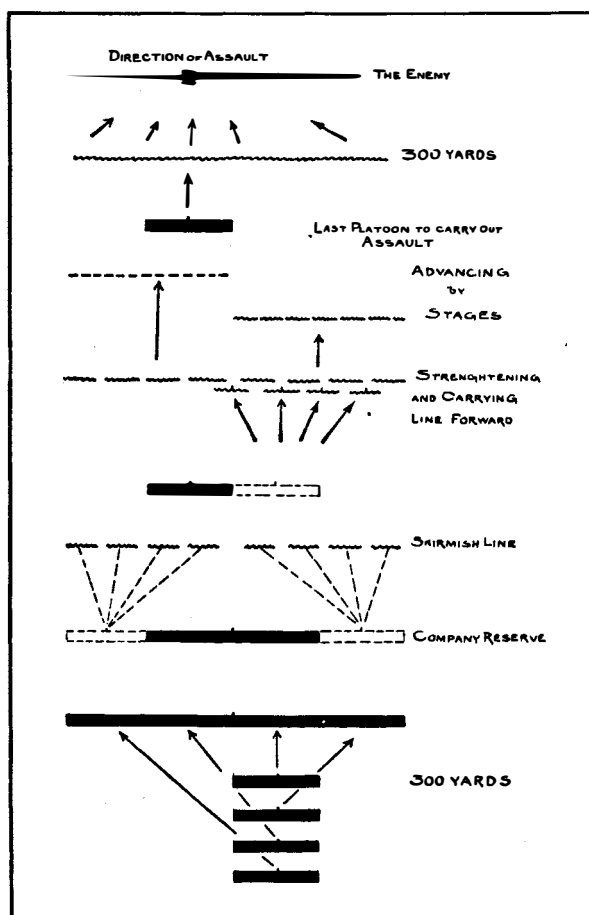 DIRECTION OF ASSAULT
THE ENEMY
300 YARDS
LAST PLATOON TO CARRY OUT
ASSAULT
ADVANCING
BY
STAGES
STRENGHTENING
AND CARRYING
LINE FORWARD
SKIRMISH LINE
COMPANY RESERVE
300 YARDS